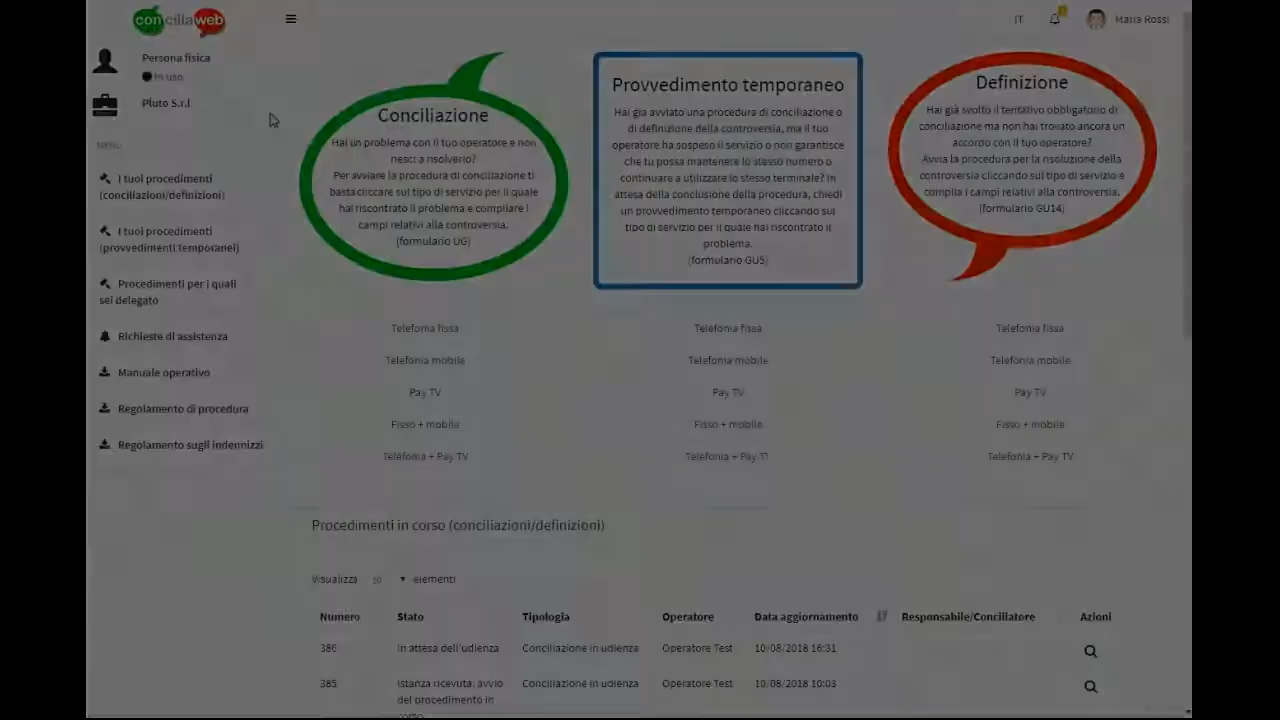 conciliaweb
IT
Maria Rossi
Persona fisica
In uso
Pluto S.r.l
MENU
I tuoi procedimenti
(conciliazioni/definizioni)
I tuoi procedimenti
(provvedimenti temporanei)
Procedimenti per i quali
sei delegato
Richieste di assistenza
Manuale operativo
Regolamento di procedura
Regolamento sugli indennizzi
Conciliazione
Hai un problema con il tuo operatore e non
riesci a risolverlo?
Per avviare la procedura di conciliazione ti
basta cliccare sul tipo di servizio per il quale
hai riscontrato il problema e compilare i
campi relativi alla controversia.
(formulario UG)
Telefonia fissa
Telefonia mobile
Pay TV
Fisso + mobile
Telefonia + Pay TV
Provvedimento temporaneo
Hai già avviato una procedura di conciliazione o
di definizione della controversia, ma il tuo
operatore ha sospeso il servizio o non garantisce
che tu possa mantenere lo stesso numero o
continuare a utilizzare lo stesso terminale? In
attesa della conclusione della procedura, chiedi
un provvedimento temporaneo cliccando sul
tipo di servizio per il quale hai riscontrato il
problema.
(formulario GU5)
Telefonia fissa
Telefonia mobile
Pay TV
Fisso + mobile
Telefonia + Pay TV
Definizione
Hai già svolto il tentativo obbligatorio di
conciliazione ma non hai trovato ancora un
accordo con il tuo operatore?
Avvia la procedura per la risoluzione della
controversia cliccando sul tipo di servizio e
compila i campi relativi alla controversia.
(formulario GU14)
Telefonia fissa
Telefonia mobile
Pay TV
Fisso + mobile
Telefonia + Pay TV
Procedimenti in corso (conciliazioni/definizioni)
Visualizza 10 elementi
Numero Stato Tipologia Operatore Data aggiornamento Responsabile/Conciliatore Azioni
386 In attesa dell'udienza Conciliazione in udienza Operatore Test 10/08/2018 16:31
385 Istanza ricevuta: avvio Conciliazione in udienza Operatore Test 10/08/2018 10:03
del procedimento in